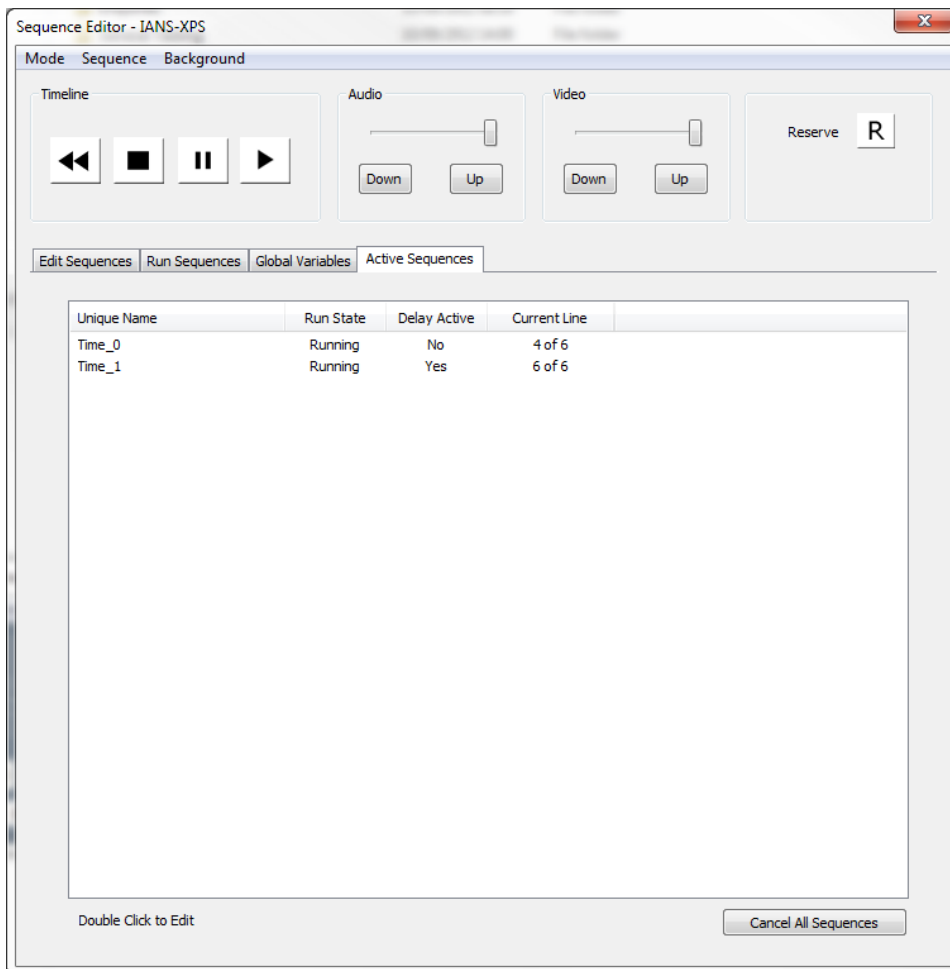 Sequence Editor - IANS-XPS
Mode Sequence Background
Timeline Audio Video
Reserve R
Down Up Down Up
Edit Sequences Run Sequences Global Variables Active Sequences
Unique Name Run State Delay Active Current Line
Time_0 Running No 4 of 6
Time_1 Running Yes 6 of 6
Double Click to Edit Cancel All Sequences